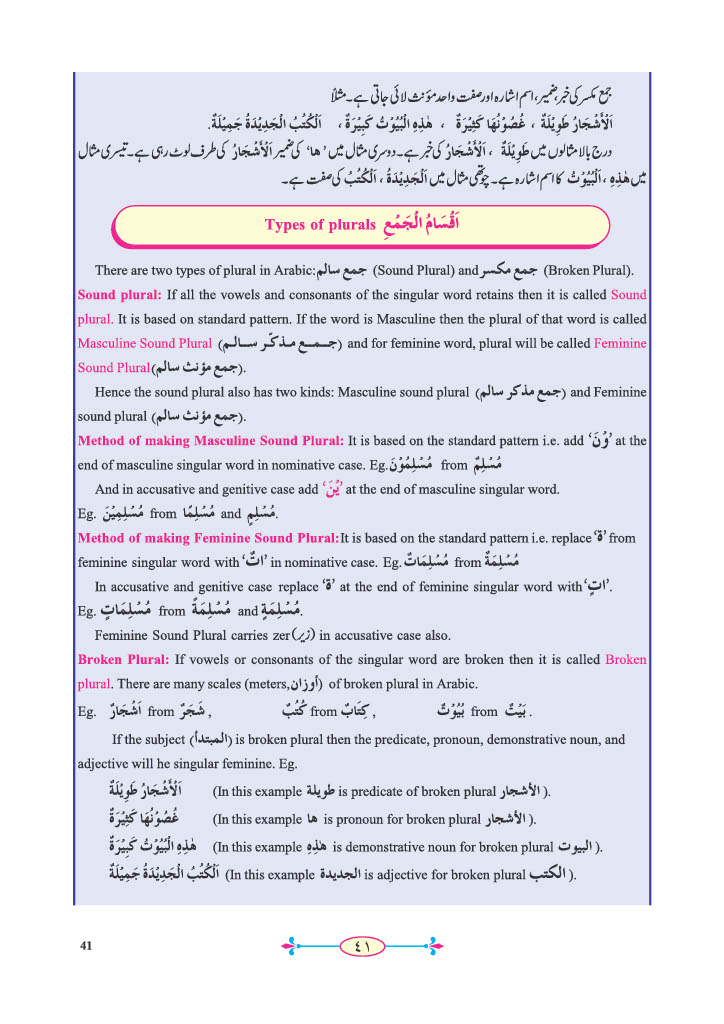 جمع مکسر کی خبر، ضمیر، اسم اشارہ اور صفت واحد مؤنث لائی جاتی ہے۔ مثلاً
اَلْأَشْجَارُ طَوِيْلَةٌ ، غُصُوْنُهَا كَثِيْرَةٌ ، هٰذِهِ الْبُيُوْتُ كَبِيْرَةٌ ، اَلْكُتُبُ الْجَدِيْدَةُ جَمِيْلَةٌ.
درج بالا مثالوں میں طَوِيْلَةٌ ، اَلْأَشْجَارُ کی خبر ہے۔ دوسری مثال میں ’ها‘ کی ضمیر اَلْأَشْجَارُ کی طرف لوٹ رہی ہے۔ تیسری مثال
میں هٰذِهِ ، اَلْبُيُوْتُ کا اسم اشارہ ہے۔ چوتھی مثال میں اَلْجَدِيْدَةُ ، اَلْكُتُبُ کی صفت ہے۔
Types of plurals اَقْسَامُ الْجَمْعِ
There are two types of plural in Arabic:جمع سالم (Sound Plural) and جمع مكسر (Broken Plural).
Sound plural: If all the vowels and consonants of the singular word retains then it is called Sound
plural. It is based on standard pattern. If the word is Masculine then the plural of that word is called
Masculine Sound Plural (جمع مذكّر سالم) and for feminine word, plural will be called Feminine
Sound Plural(جمع مؤنث سالم).
Hence the sound plural also has two kinds: Masculine sound plural (جمع مذكر سالم) and Feminine
sound plural (جمع مؤنث سالم).
Method of making Masculine Sound Plural: It is based on the standard pattern i.e. add ‘وْنَ’ at the
end of masculine singular word in nominative case. Eg.مُسْلِمُوْنَ from مُسْلِمٌ
And in accusative and genitive case add ‘يْنَ’ at the end of masculine singular word.
Eg. مُسْلِمِيْنَ from مُسْلِمًا and مُسْلِمٍ.
Method of making Feminine Sound Plural:It is based on the standard pattern i.e. replace ‘ة’ from
feminine singular word with ‘اتٌ’ in nominative case. Eg. مُسْلِمَاتٌ from مُسْلِمَةٌ
In accusative and genitive case replace ‘ة’ at the end of feminine singular word with ‘اتٍ’.
Eg. مُسْلِمَاتٍ from مُسْلِمَةً and مُسْلِمَةٍ.
Feminine Sound Plural carries zer(زیر) in accusative case also.
Broken Plural: If vowels or consonants of the singular word are broken then it is called Broken
plural. There are many scales (meters,أوزان) of broken plural in Arabic.
Eg. اَشْجَارٌ from شَجَرٌ , كُتُبٌ from كِتَابٌ , بُيُوْتٌ from بَيْتٌ .
If the subject (المبتدأ) is broken plural then the predicate, pronoun, demonstrative noun, and
adjective will he singular feminine. Eg.
اَلْأَشْجَارُ طَوِيْلَةٌ (In this example طويلة is predicate of broken plural الأشجار ).
غُصُوْنُهَا كَثِيْرَةٌ (In this example ها is pronoun for broken plural الأشجار ).
هٰذِهِ الْبُيُوْتُ كَبِيْرَةٌ (In this example هٰذِهِ is demonstrative noun for broken plural البيوت ).
اَلْكُتُبُ الْجَدِيْدَةُ جَمِيْلَةٌ (In this example الجديدة is adjective for broken plural الكتب ).
41
٤١